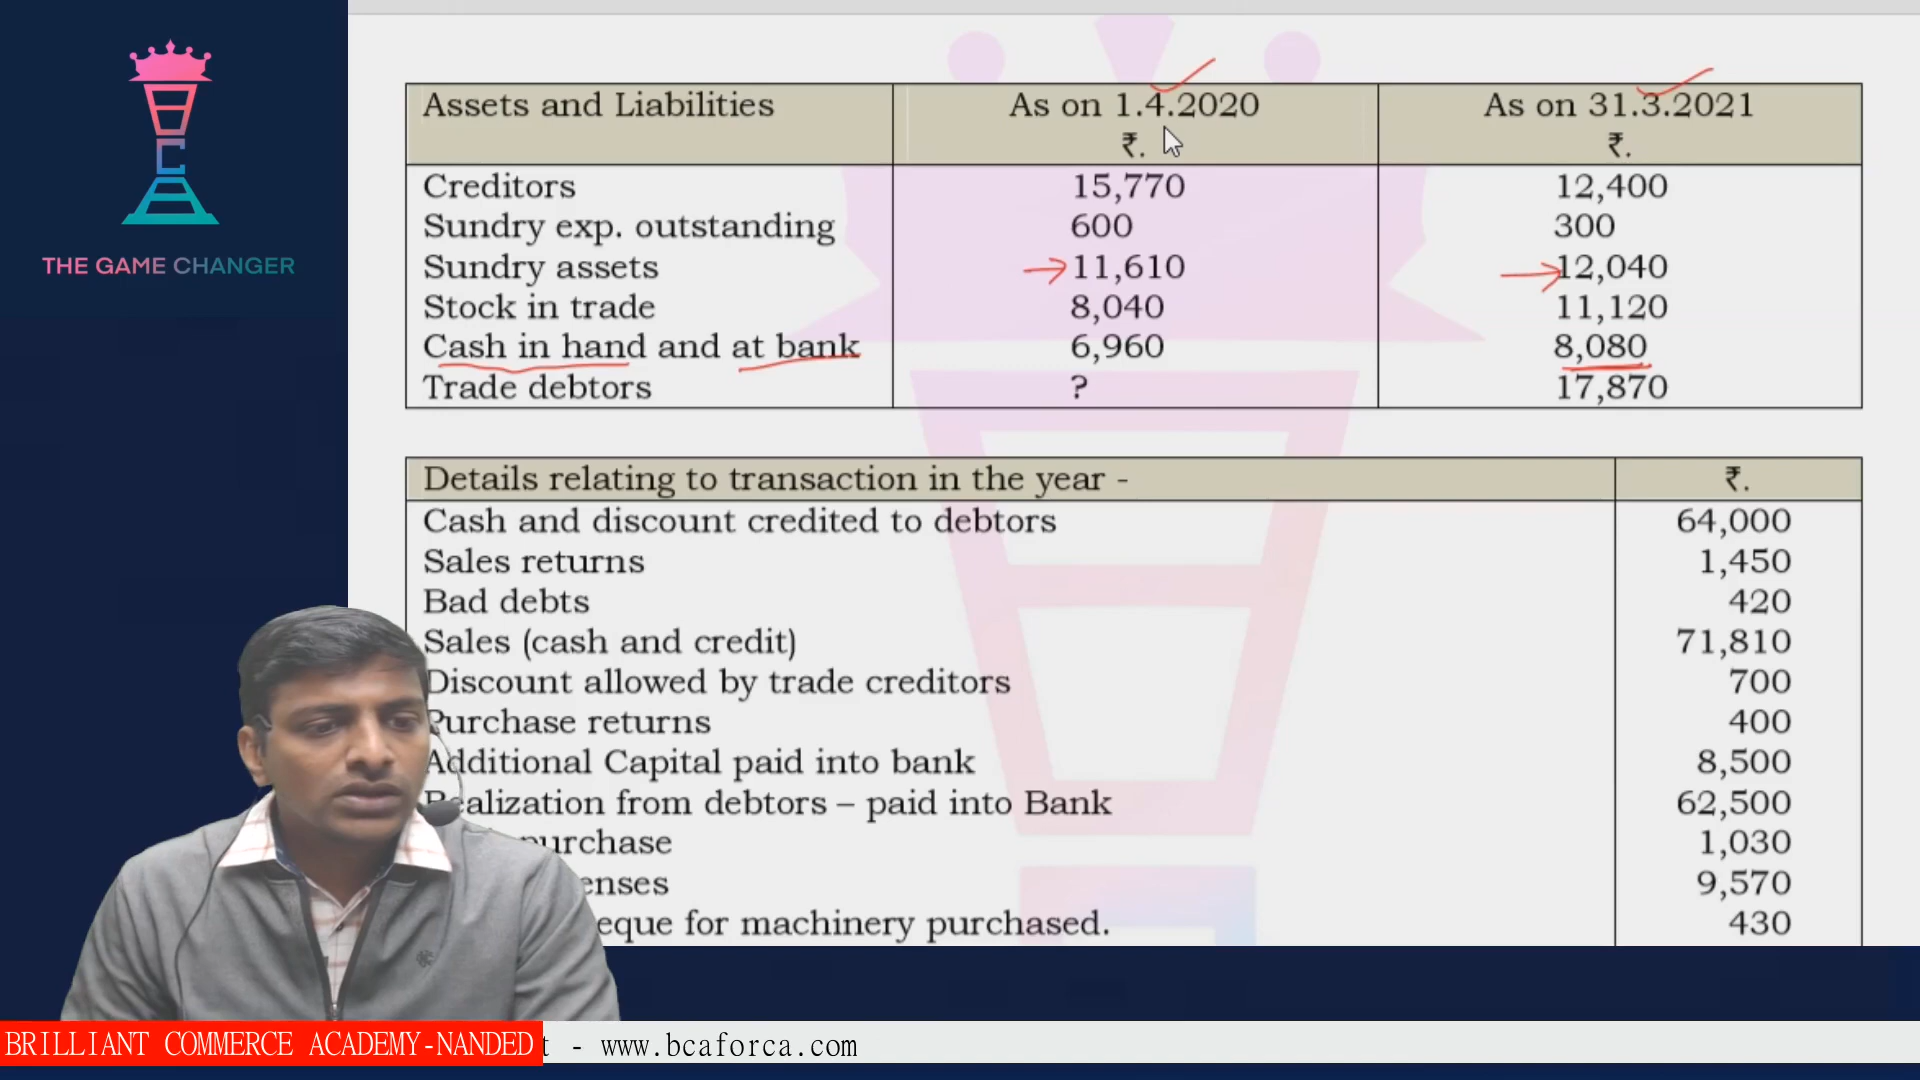 THE GAME CHANGER
Assets and Liabilities As on 1.4.2020 ₹. As on 31.3.2021 ₹.
Creditors 15,770 12,400
Sundry exp. outstanding 600 300
Sundry assets 11,610 12,040
Stock in trade 8,040 11,120
Cash in hand and at bank 6,960 8,080
Trade debtors ? 17,870
Details relating to transaction in the year - ₹.
Cash and discount credited to debtors 64,000
Sales returns 1,450
Bad debts 420
Sales (cash and credit) 71,810
Discount allowed by trade creditors 700
Purchase returns 400
Additional Capital paid into bank 8,500
Realization from debtors – paid into Bank 62,500
purchase 1,030
9,570
for machinery purchased. 430
BRILLIANT COMMERCE ACADEMY-NANDED - www.bcaforca.com